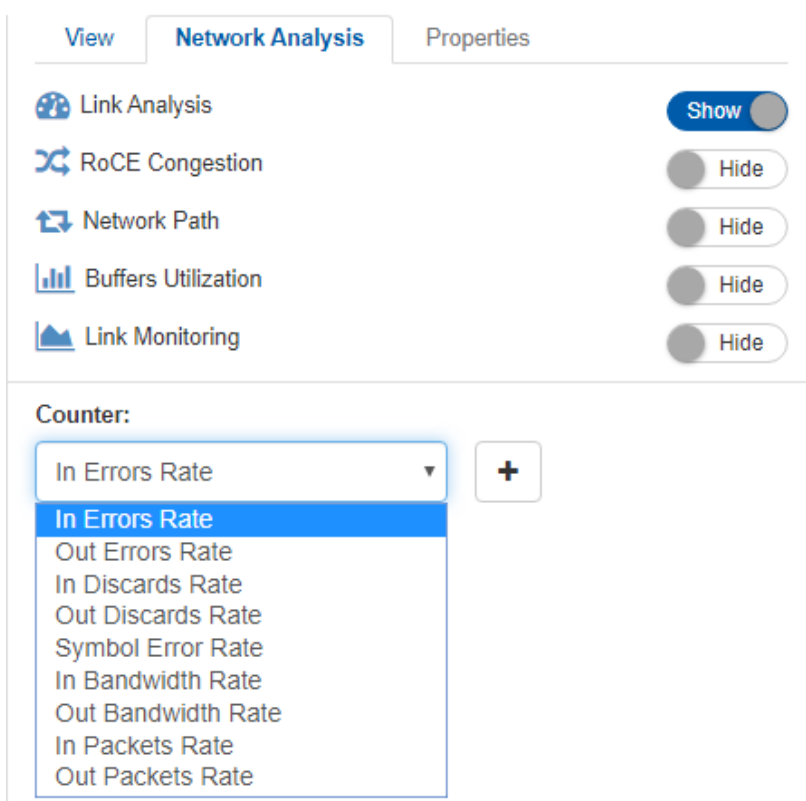 View Network Analysis Properties
Link Analysis Show
RoCE Congestion Hide
Network Path Hide
Buffers Utilization Hide
Link Monitoring Hide
Counter:
In Errors Rate
In Errors Rate
Out Errors Rate
In Discards Rate
Out Discards Rate
Symbol Error Rate
In Bandwidth Rate
Out Bandwidth Rate
In Packets Rate
Out Packets Rate